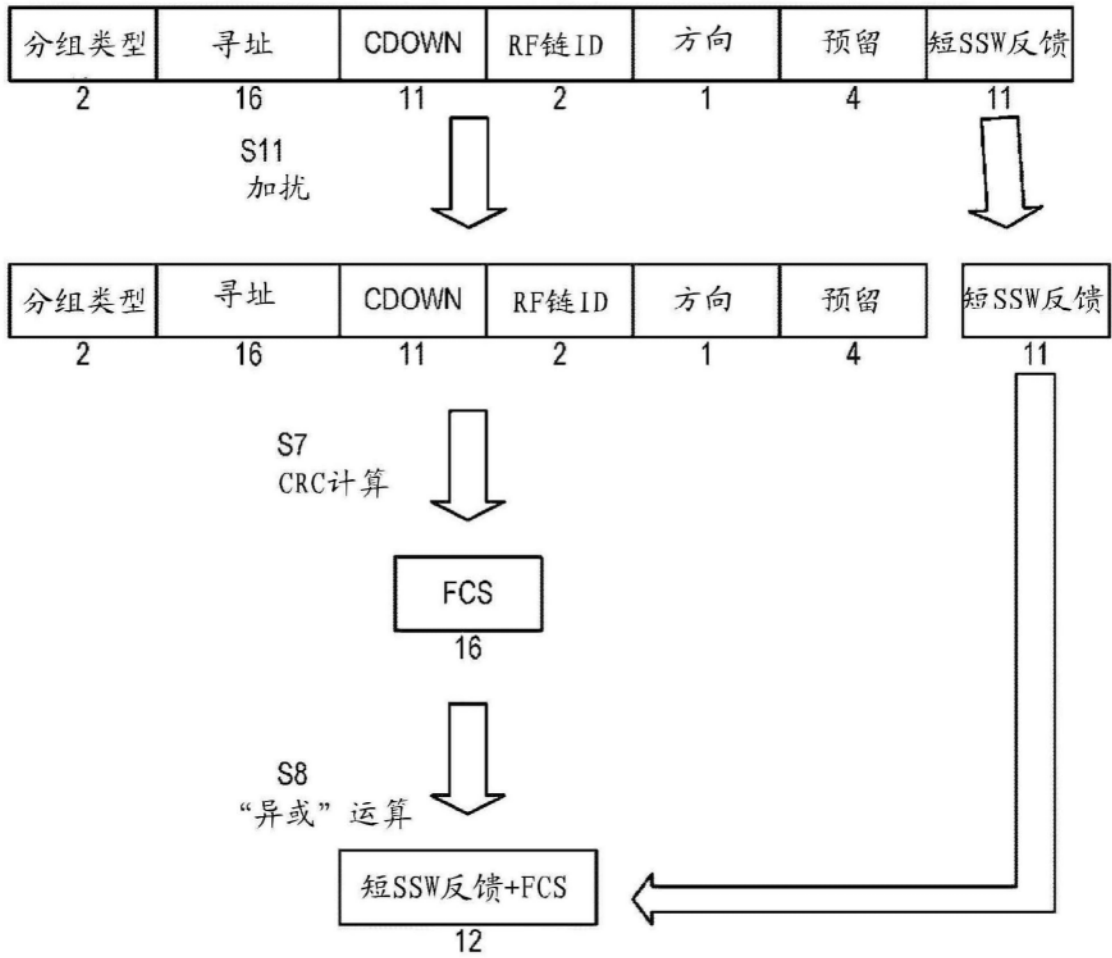 分组类型 寻址 CDOWN RF链ID 方向 预留 短SSW反馈
2 16 11 2 1 4 11
S11
加扰
分组类型 寻址 CDOWN RF链ID 方向 预留 短SSW反馈
2 16 11 2 1 4 11
S7
CRC计算
FCS
16
S8
“异或”运算
短SSW反馈+FCS
12